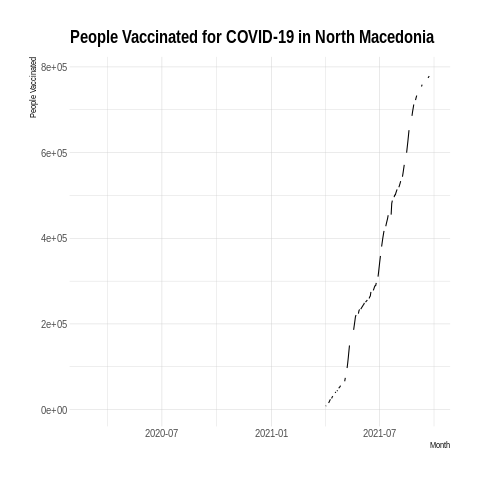 People Vaccinated for COVID-19 in North Macedonia
People Vaccinated
8e+05
6e+05
4e+05
2e+05
0e+00
2020-07
2021-01
2021-07
Month